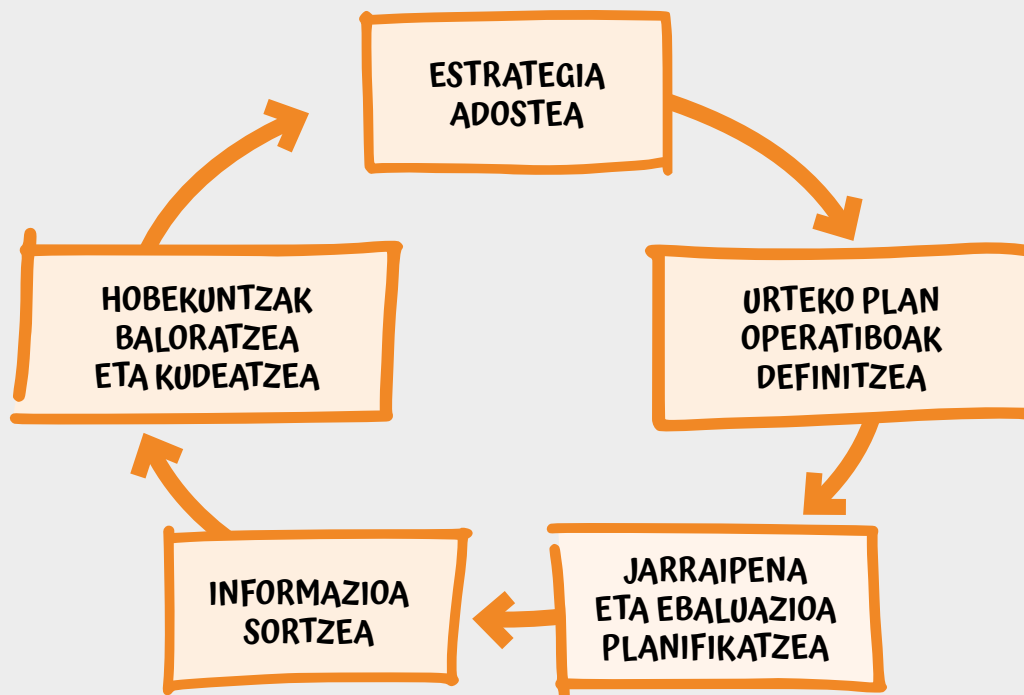 ESTRATEGIA
ADOSTEA
URTEKO PLAN
OPERATIBOAK
DEFINITZEA
JARRAIPENA
ETA EBALUAZIOA
PLANIFIKATZEA
INFORMAZIOA
SORTZEA
HOBEKUNTZAK
BALORATZEA
ETA KUDEATZEA